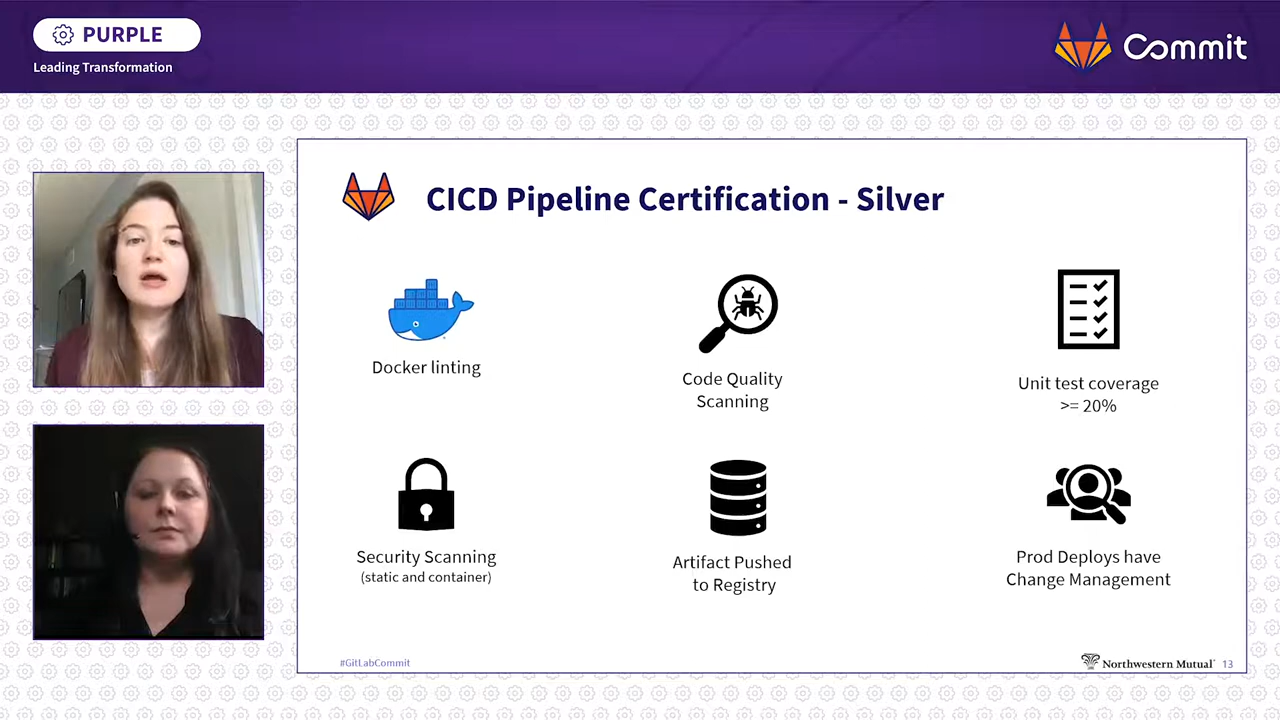 PURPLE
Leading Transformation
Commit
CICD Pipeline Certification - Silver
Docker linting
Code Quality
Scanning
Unit test coverage
>= 20%
Security Scanning
(static and container)
Artifact Pushed
to Registry
Prod Deploys have
Change Management
#GitLabCommit
Northwestern Mutual
13